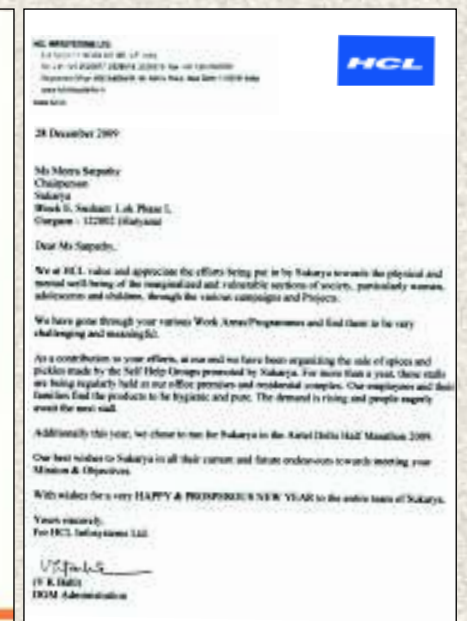 HCL INFOSYSTEMS LTD.
HCL
28 December 2009
Ms Meera Satpathy
Chairperson
Sukarya
Block E, Sushant Lok Phase I,
Gurgaon - 122002 (Haryana)
Dear Ms Satpathy,
We at HCL value and appreciate the efforts being put in by Sukarya towards the physical and
mental well-being of the marginalized and vulnerable sections of society, particularly women,
adolescents and children, through the various campaigns and Projects.
We have gone through your various Work Areas/Programmes and find them to be very
challenging and meaningful.
As a contribution to your efforts, at our end we have been organizing the sale of spices and
pickles made by the Self Help Groups promoted by Sukarya. For more than a year, these stalls
are being regularly held at our office premises and residential complex. Our employees and their
families find the products to be hygienic and pure. The demand is rising and people eagerly
await the next stall.
Additionally this year, we chose to run for Sukarya in the Airtel Delhi Half Marathon 2009.
Our best wishes to Sukarya in all their current and future endeavours towards meeting your
Mission & Objectives.
With wishes for a very HAPPY & PROSPEROUS NEW YEAR to the entire team of Sukarya.
Yours sincerely,
For HCL Infosystems Ltd
DGM Administration